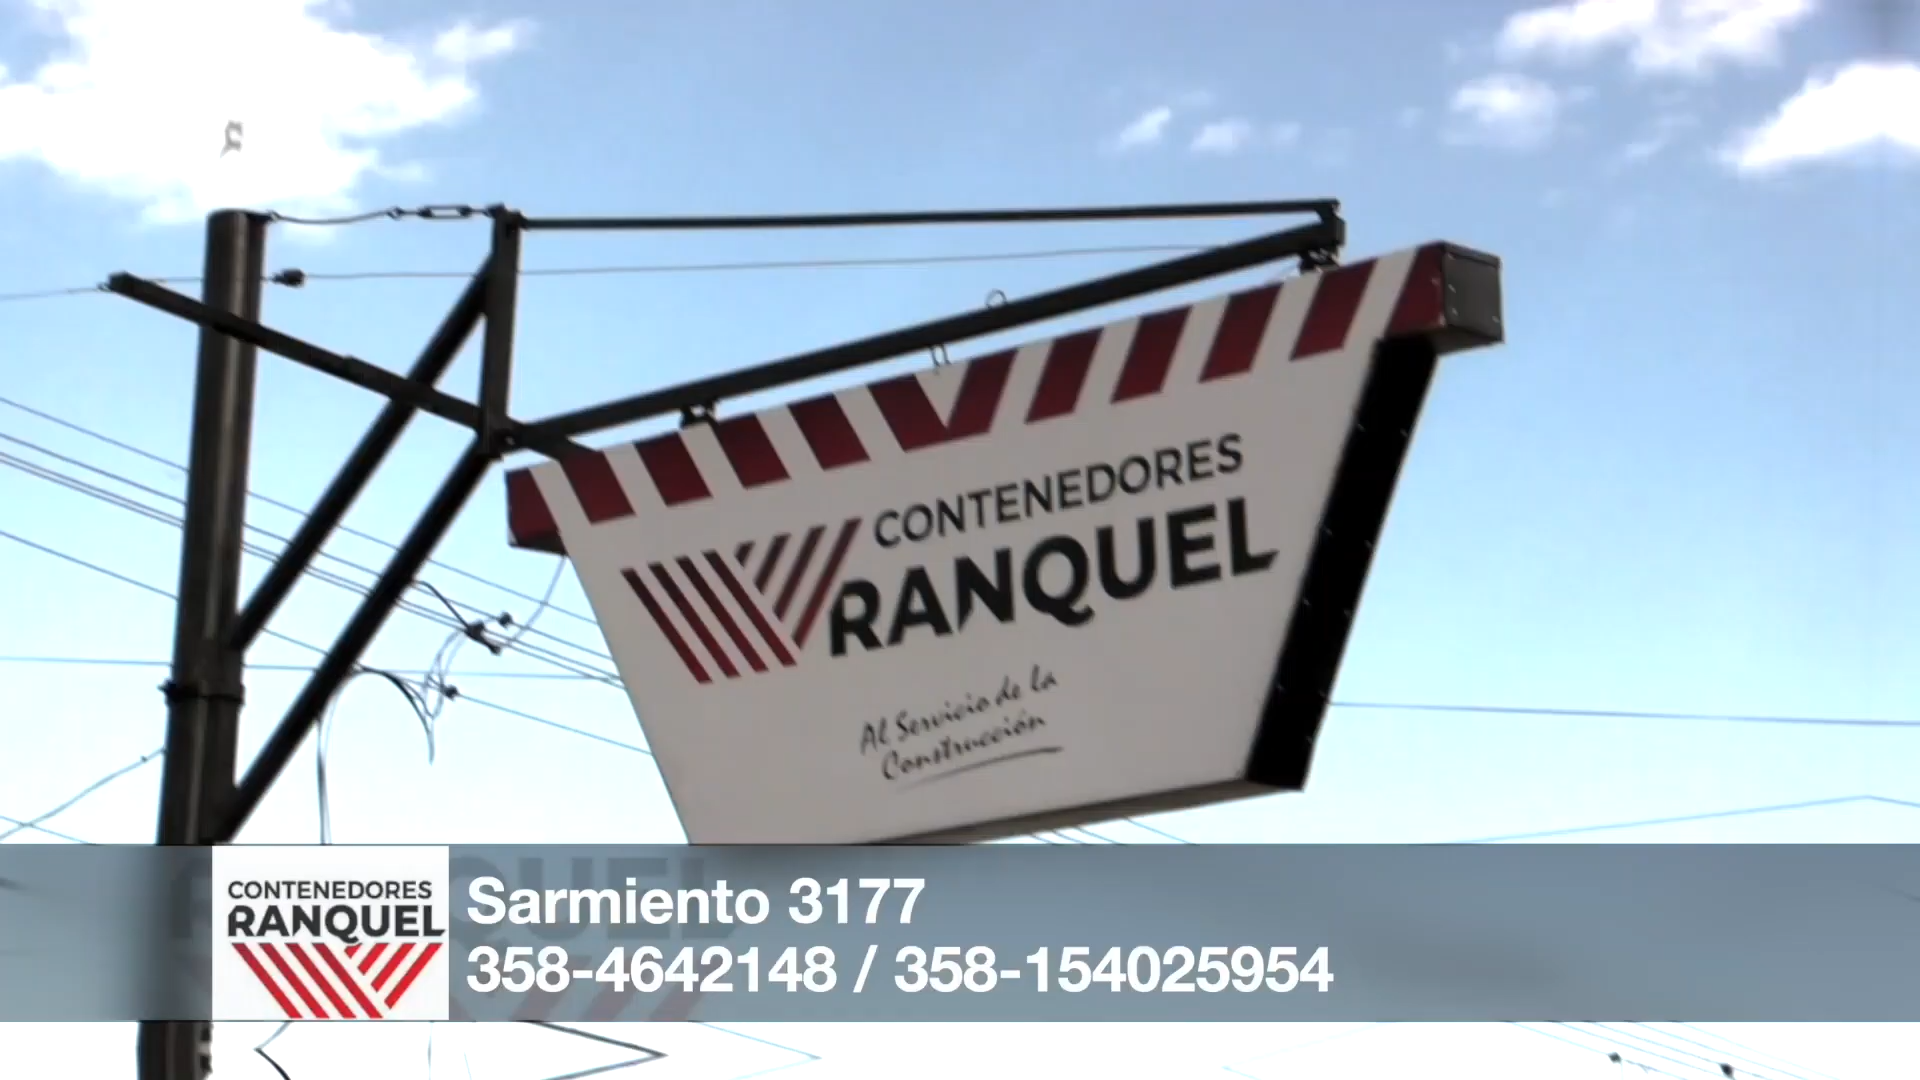 CONTENEDORES
RANQUEL
Al Servicio de la
Construcción
CONTENEDORES
RANQUEL
Sarmiento 3177
358-4642148 / 358-154025954